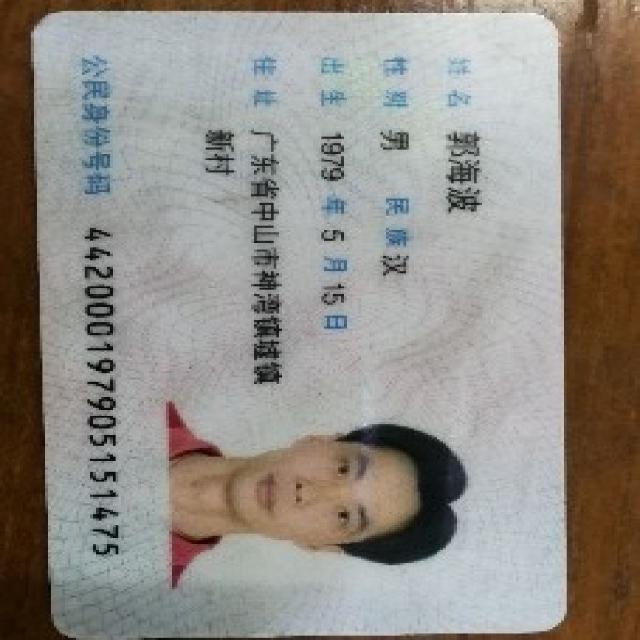 姓名 郭海波
性别 男 民族 汉
出生 1979 年 5 月 15 日
住址 广东省中山市神湾镇
新村
公民身份号码 442000197905151475